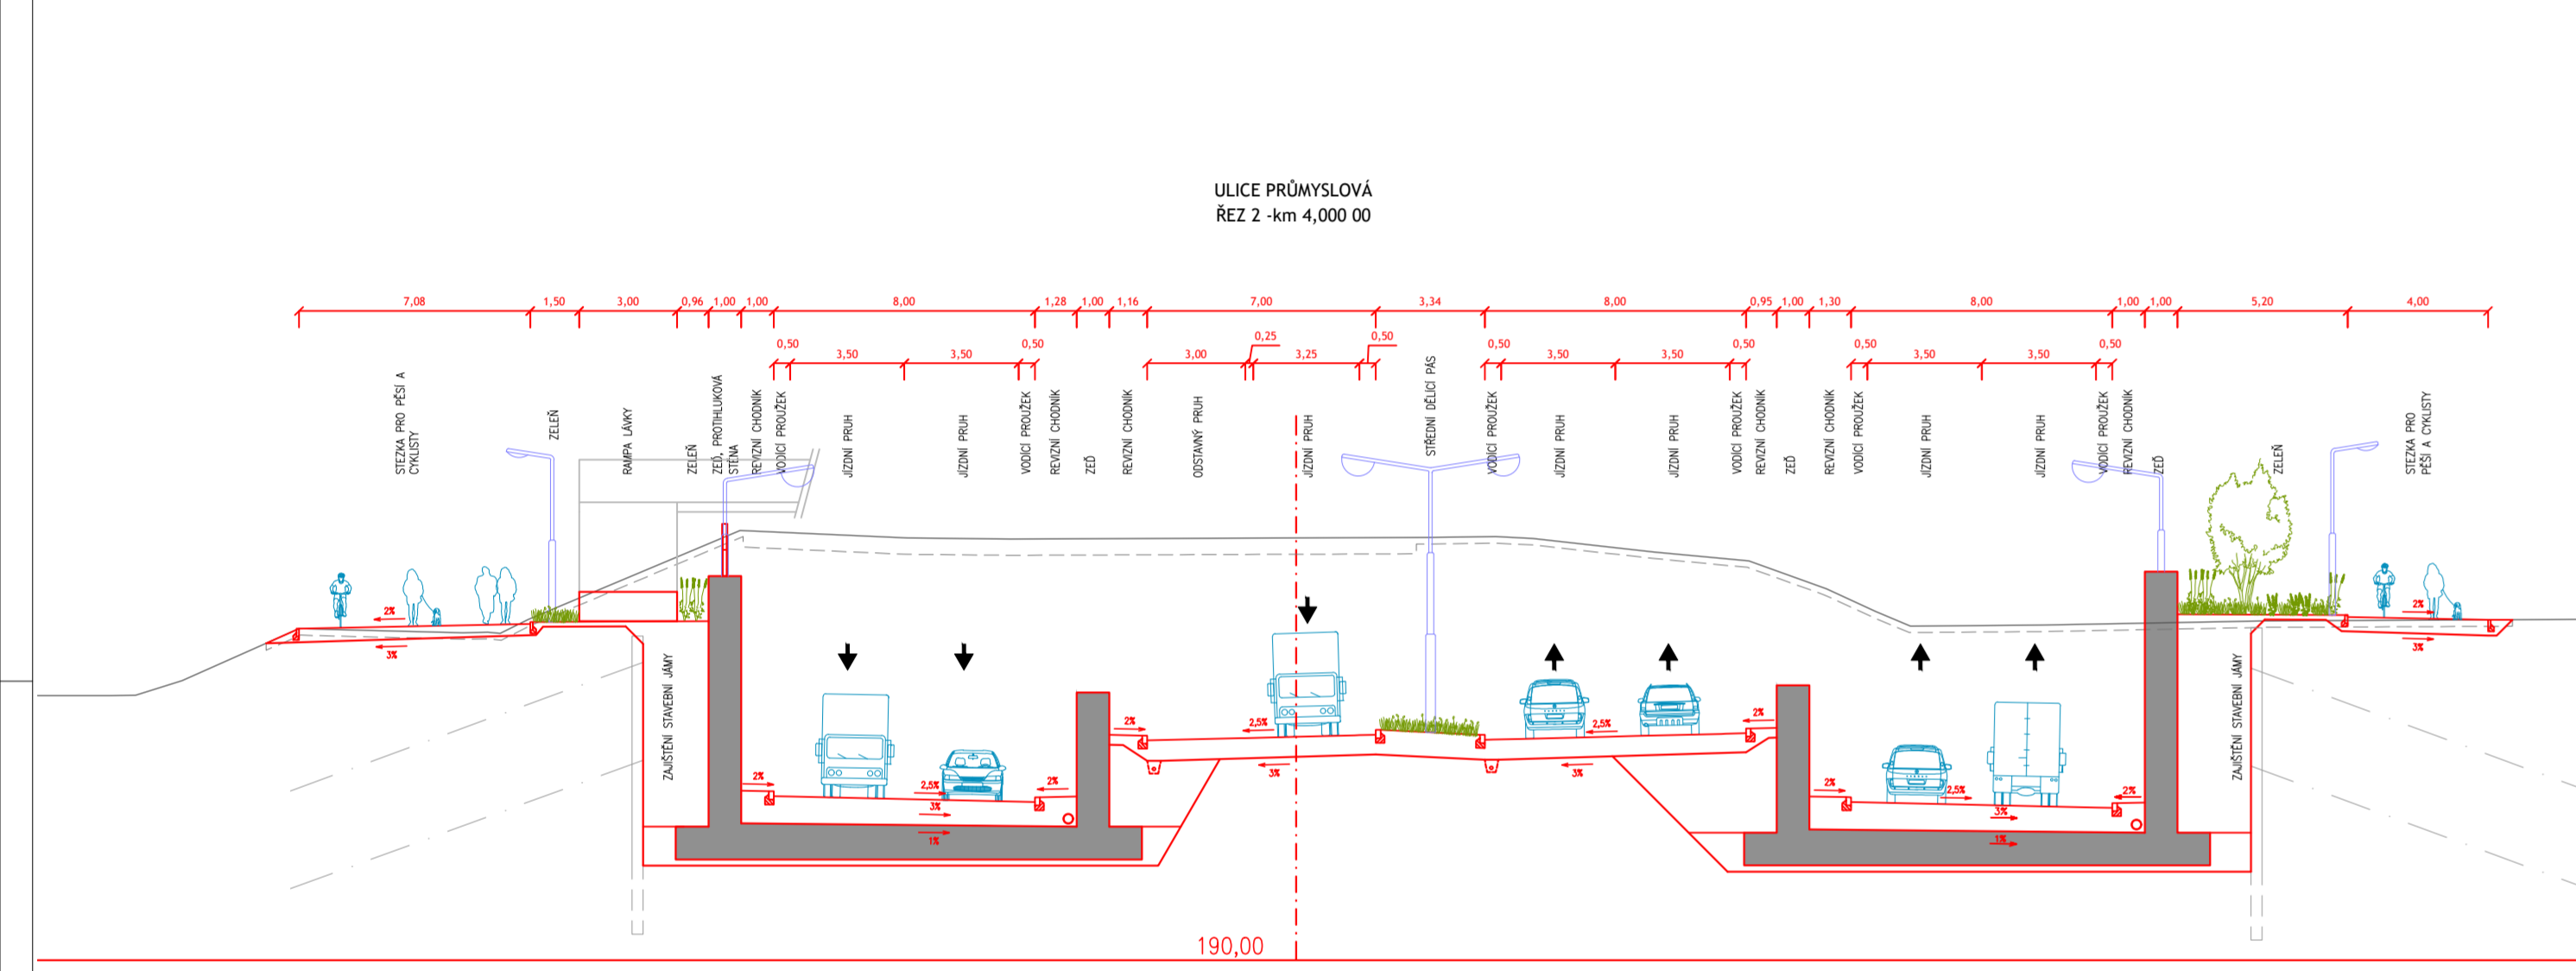 ULICE PRŮMYSLOVÁ
ŘEZ 2 -km 4,000 00
7,08 1,50 3,00 0,96 1,00 1,00 8,00 1,28 1,00 1,16 7,00 3,34 8,00 0,95 1,00 1,30 8,00 1,00 1,00 5,20 4,00
0,50 3,50 3,50 0,50 3,00 0,25 3,25 0,50 0,50 3,50 3,50 0,50 0,50 3,50 3,50 0,50
STEZKA PRO PĚŠÍ A
CYKLISTY
ZELEŇ
RAMPA LÁVKY
ZELEŇ
ZEĎ, PROTIHLUKOVÁ
STĚNA
REVIZNÍ CHODNÍK
VODÍCÍ PROUŽEK
JÍZDNÍ PRUH
JÍZDNÍ PRUH
VODÍCÍ PROUŽEK
REVIZNÍ CHODNÍK
ZEĎ
REVIZNÍ CHODNÍK
ODSTAVNÝ PRUH
JÍZDNÍ PRUH
STŘEDNÍ DĚLÍCÍ PÁS
VODÍCÍ PROUŽEK
JÍZDNÍ PRUH
JÍZDNÍ PRUH
VODÍCÍ PROUŽEK
REVIZNÍ CHODNÍK
ZEĎ
REVIZNÍ CHODNÍK
VODÍCÍ PROUŽEK
JÍZDNÍ PRUH
JÍZDNÍ PRUH
VODÍCÍ PROUŽEK
REVIZNÍ CHODNÍK
ZEĎ
ZELEŇ
STEZKA PRO
PĚŠÍ A CYKLISTY
2%
3%
ZAJIŠTĚNÍ STAVEBNÍ JÁMY
2%
2,5%
3%
1%
2%
2%
2,5%
3%
2,5%
3%
2%
2%
2,5%
3%
1%
2%
ZAJIŠTĚNÍ STAVEBNÍ JÁMY
2%
3%
190,00